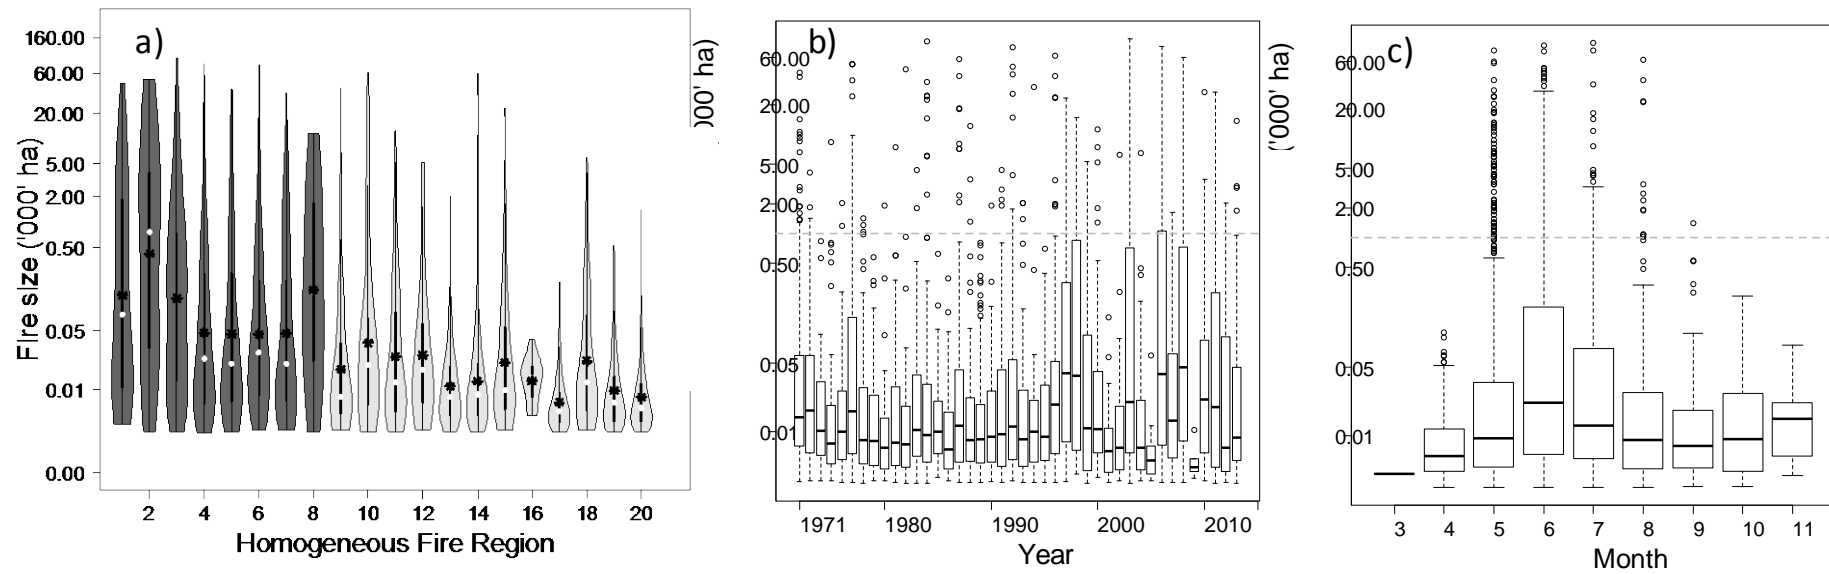 a)
160.00
60.00
20.00
5.00
2.00
0.50
0.05
0.01
0.00
Fire size ('000' ha)
2 4 6 8 10 12 14 16 18 20
Homogeneous Fire Region
b)
60.00
20.00
5.00
2.00
0.50
0.05
0.01
)00' ha)
1971 1980 1990 2000 2010
Year
c)
60.00
20.00
5.00
2.00
0.50
0.05
0.01
('000' ha)
3 4 5 6 7 8 9 10 11
Month